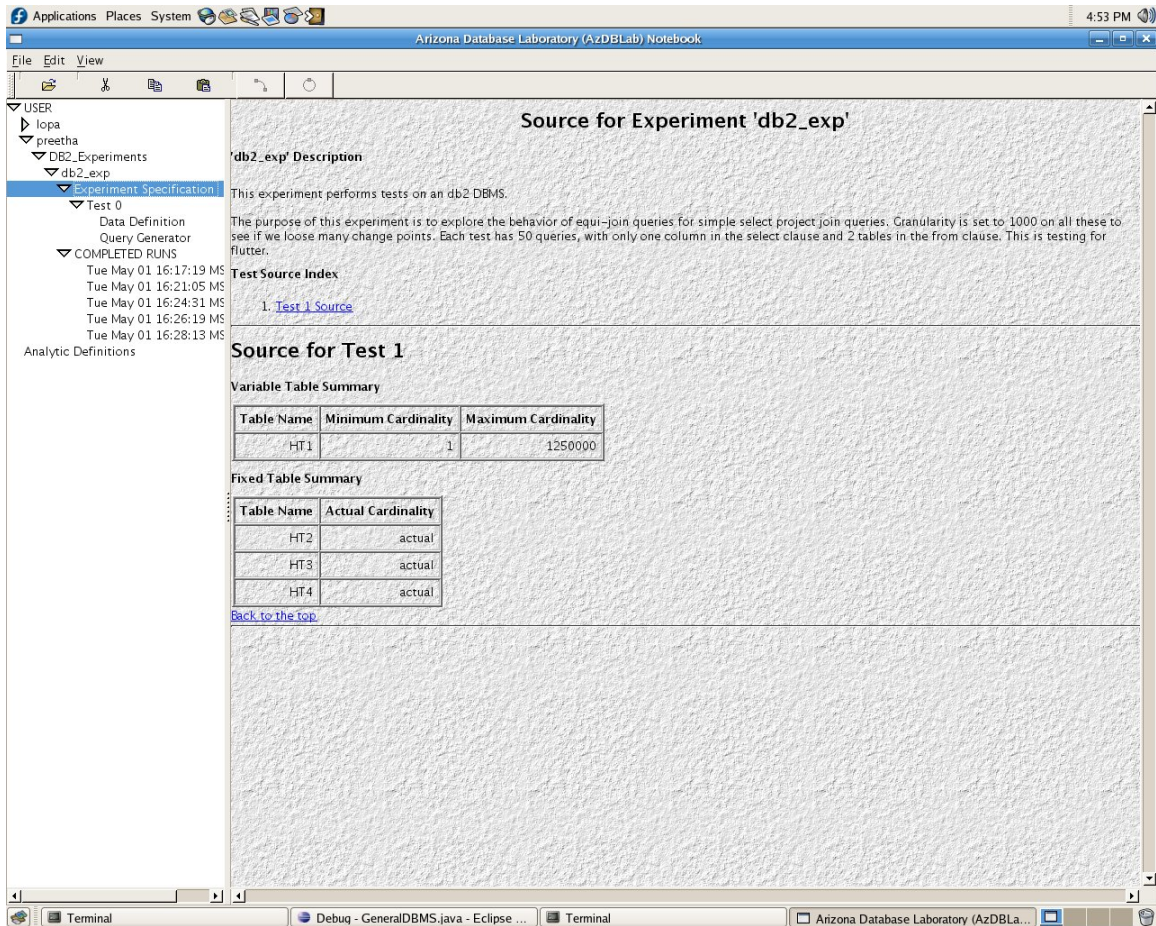 Applications Places System
4:53 PM
Arizona Database Laboratory (AzDBLab) Notebook
File Edit View
USER
lopa
preetha
DB2_Experiments
db2_exp
Experiment Specification
Test 0
Data Definition
Query Generator
COMPLETED RUNS
Tue May 01 16:17:19 MS
Tue May 01 16:21:05 MS
Tue May 01 16:24:31 MS
Tue May 01 16:26:19 MS
Tue May 01 16:28:13 MS
Analytic Definitions
Source for Experiment 'db2_exp'
'db2_exp' Description
This experiment performs tests on an db2 DBMS.
The purpose of this experiment is to explore the behavior of equi-join queries for simple select project join queries. Granularity is set to 1000 on all these to
see if we loose many change points. Each test has 50 queries, with only one column in the select clause and 2 tables in the from clause. This is testing for
flutter.
Test Source Index
1. Test 1 Source
Source for Test 1
Variable Table Summary
Table Name Minimum Cardinality Maximum Cardinality
HT1 1 1250000
Fixed Table Summary
Table Name Actual Cardinality
HT2 actual
HT3 actual
HT4 actual
Back to the top
Terminal
Debug - GeneralDBMS.java - Eclipse ...
Terminal
Arizona Database Laboratory (AzDBLa...